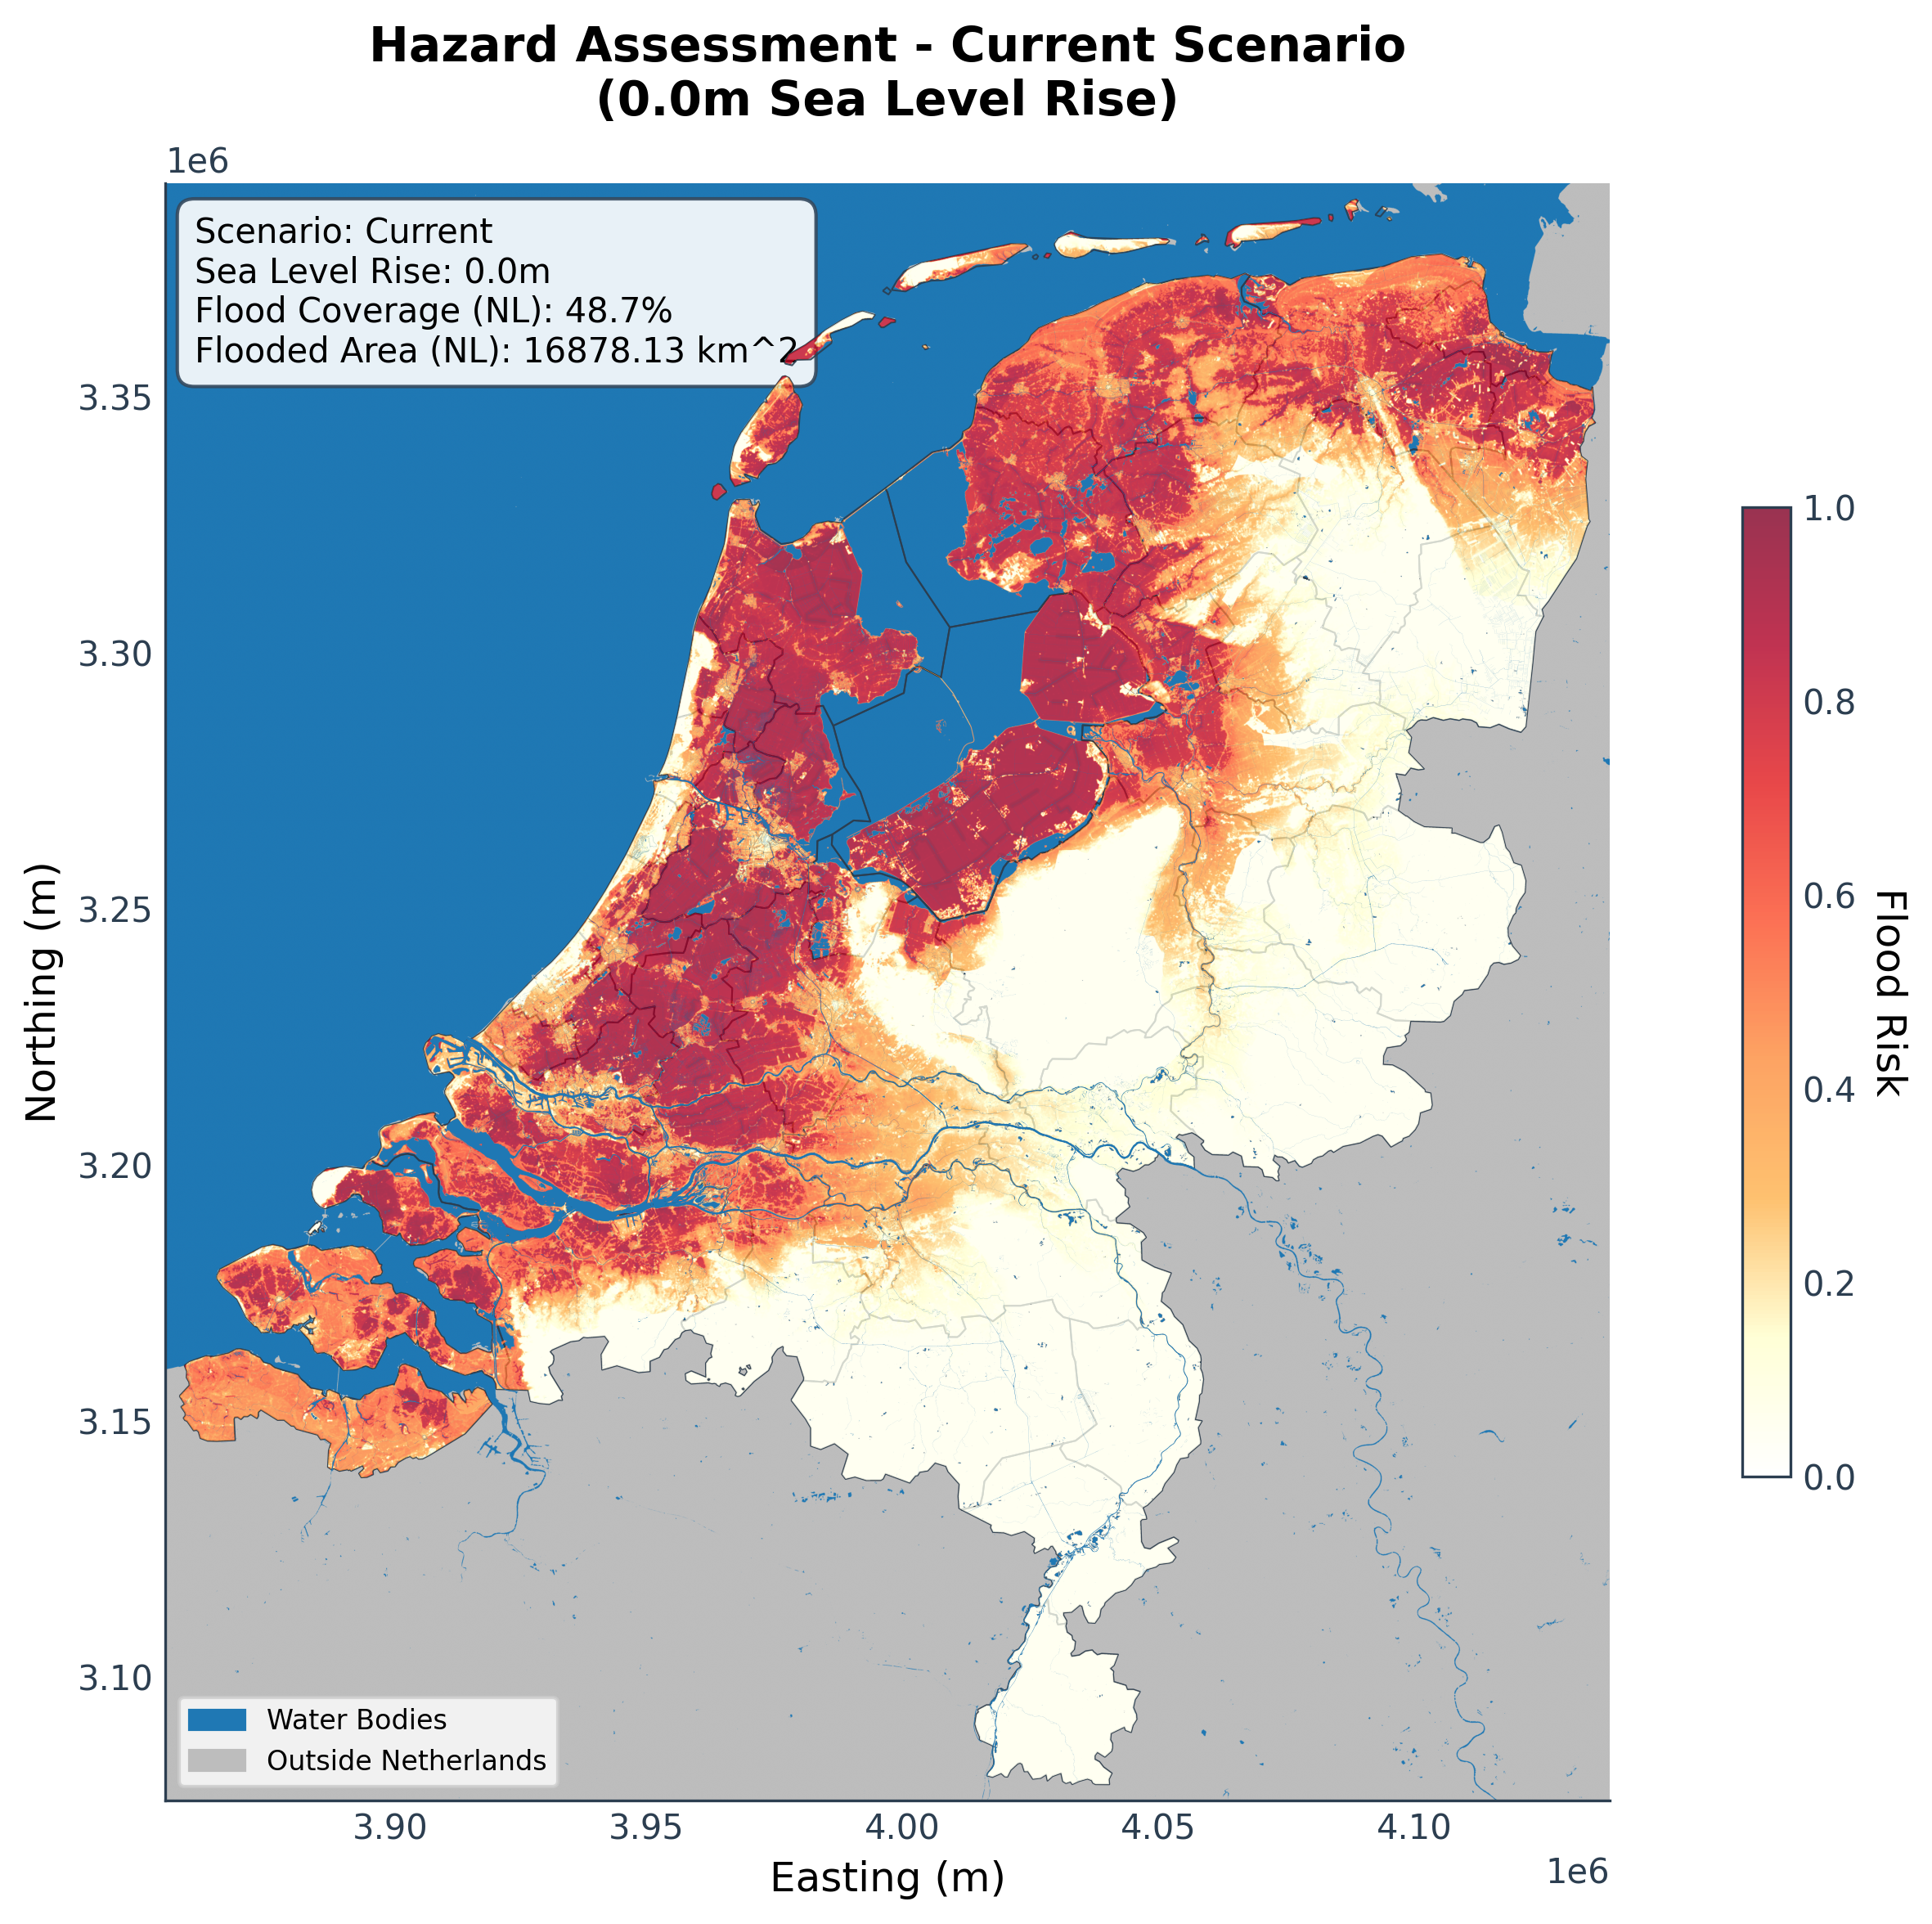 Hazard Assessment - Current Scenario
(0.0m Sea Level Rise)
1e6
Scenario: Current
Sea Level Rise: 0.0m
Flood Coverage (NL): 48.7%
Flooded Area (NL): 16878.13 km^2
3.35
3.30
3.25
3.20
3.15
3.10
Northing (m)
Water Bodies
Outside Netherlands
3.90
3.95
4.00
4.05
4.10
1e6
Easting (m)
1.0
0.8
0.6
0.4
0.2
0.0
Flood Risk